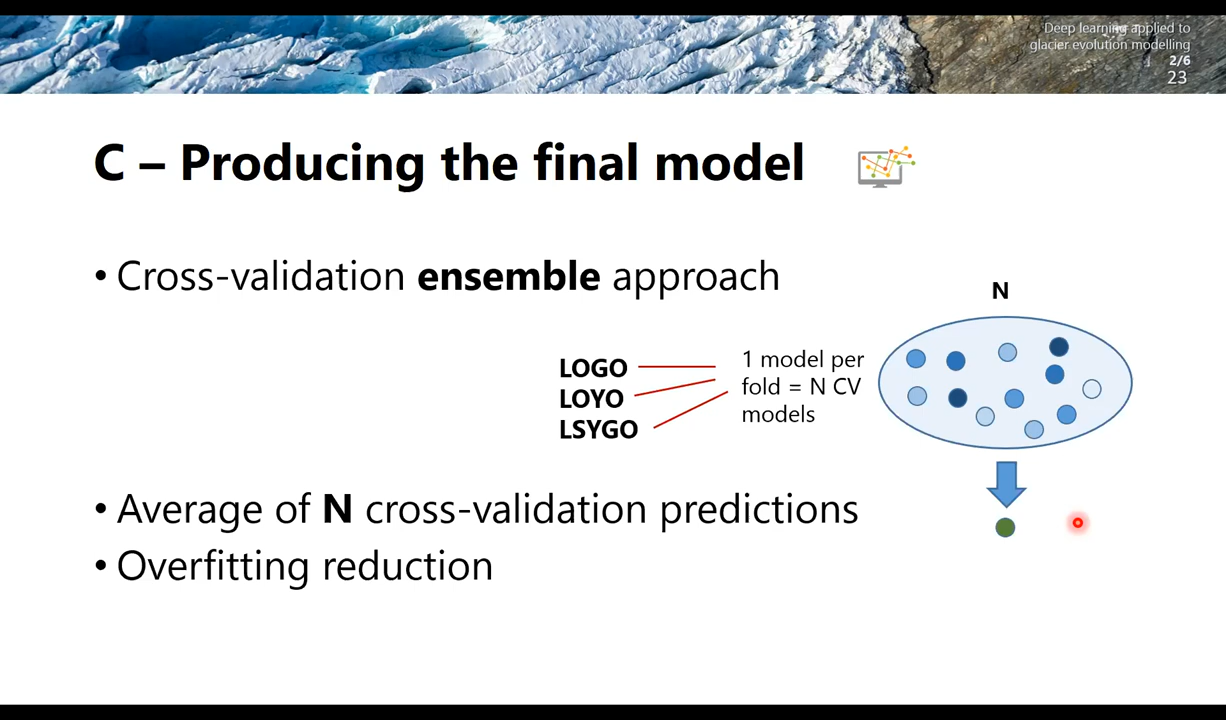 Deep learning applied to
glacier evolution modelling
2/6
23
C – Producing the final model
• Cross-validation ensemble approach
N
LOGO
LOYO
LSYGO
1 model per
fold = N CV
models
• Average of N cross-validation predictions
• Overfitting reduction